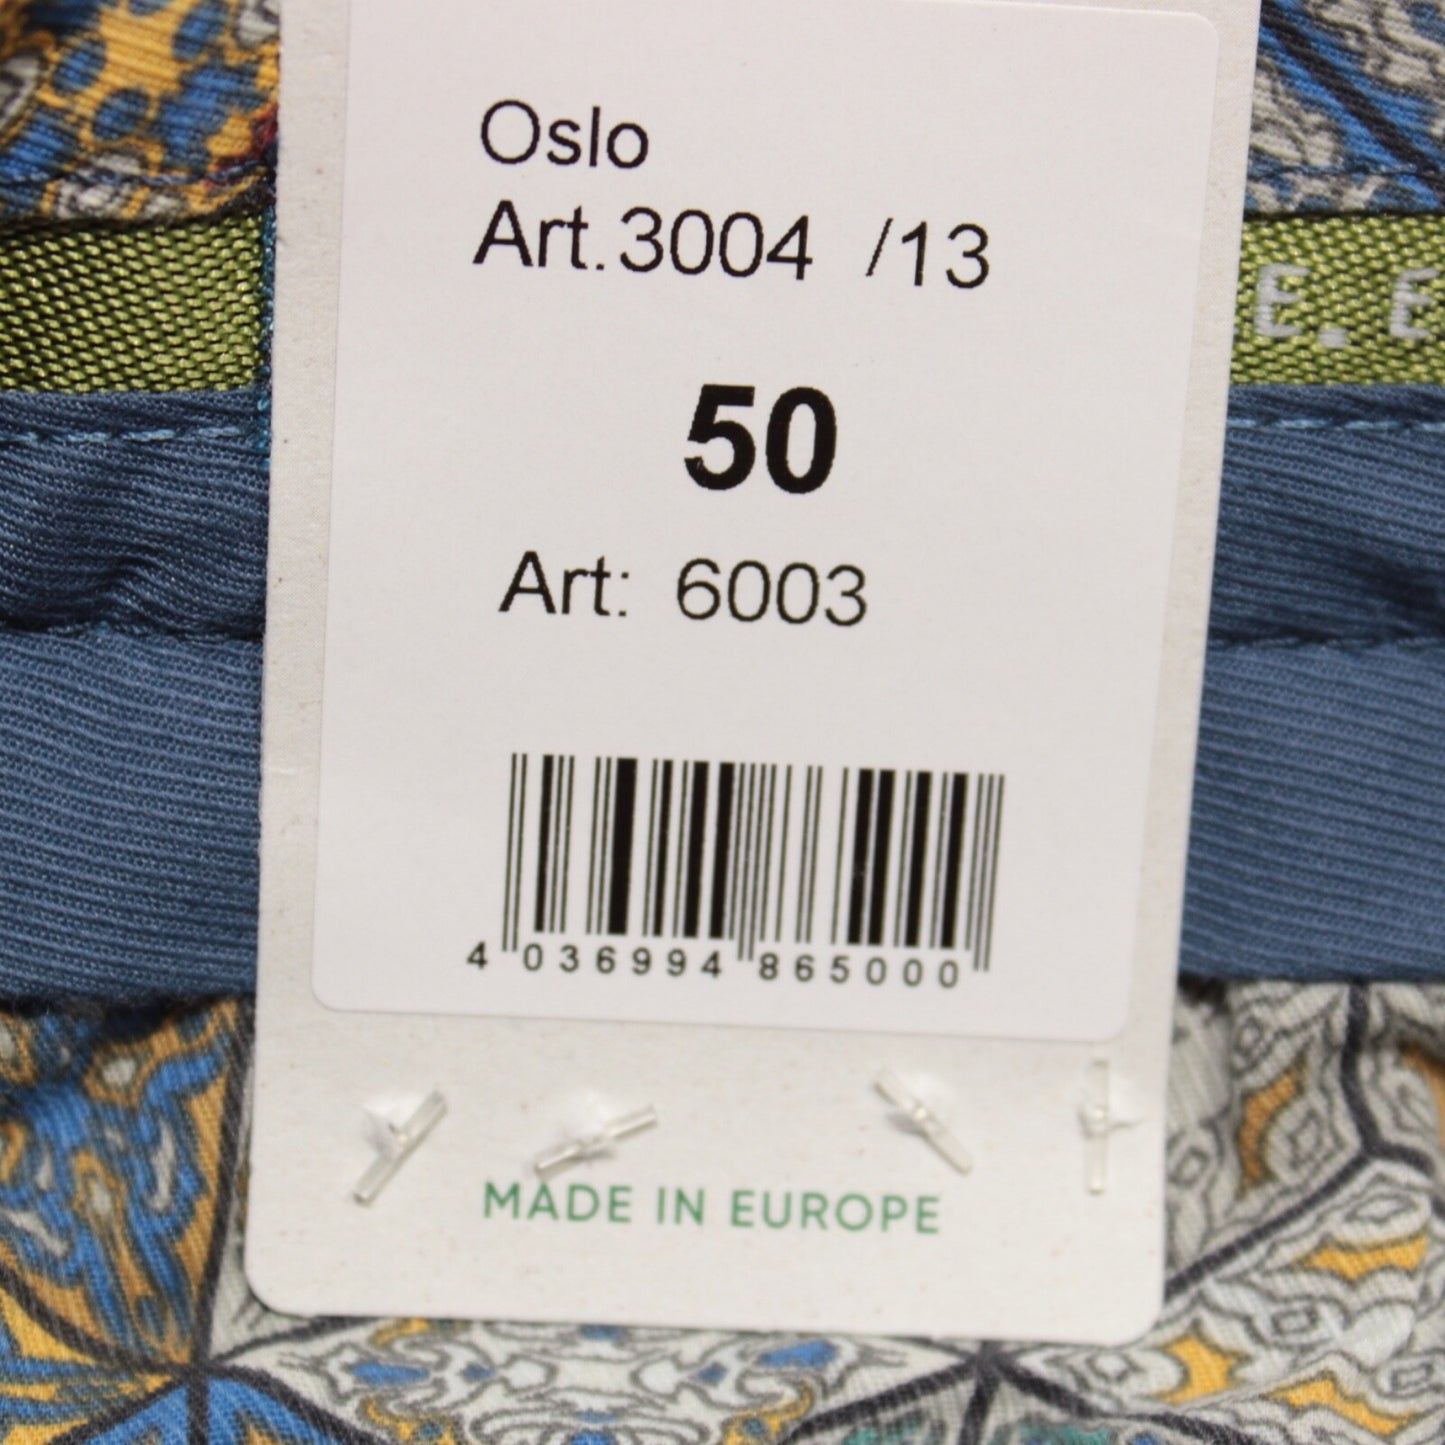 Oslo
Art.3004 /13
E. E
50
Art: 6003
4 036994 865000
MADE IN EUROPE